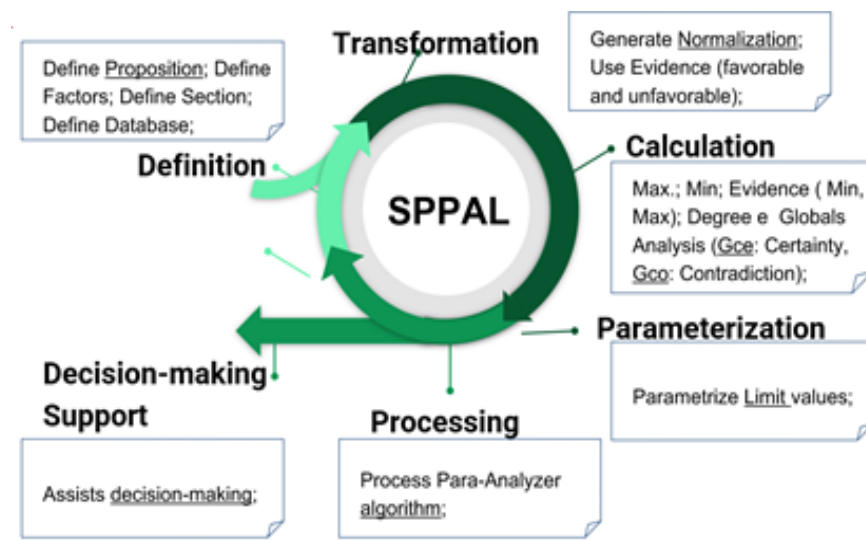 Transformation
Define Proposition; Define
Factors; Define Section;
Define Database;
Generate Normalization;
Use Evidence (favorable
and unfavorable);
Definition
Calculation
SPPAL
Max.; Min; Evidence ( Min,
Max); Degree e Globals
Analysis (Gce: Certainty,
Gco: Contradiction);
Parameterization
Decision-making
Support
Parametrize Limit values;
Processing
Assists decision-making;
Process Para-Analyzer
algorithm;